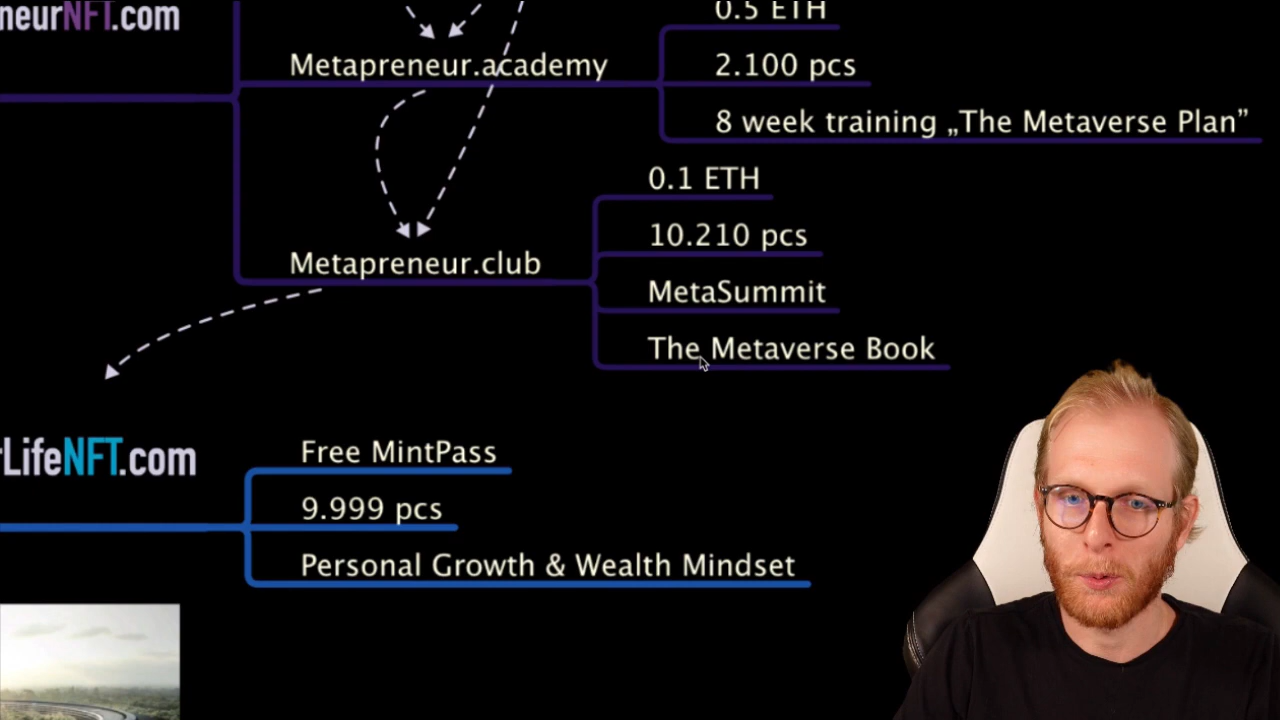 neurNFT.com
0.5 ETH
Metapreneur.academy
2.100 pcs
8 week training „The Metaverse Plan”
0.1 ETH
10.210 pcs
Metapreneur.club
MetaSummit
The Metaverse Book
rLifeNFT.com
Free MintPass
9.999 pcs
Personal Growth & Wealth Mindset